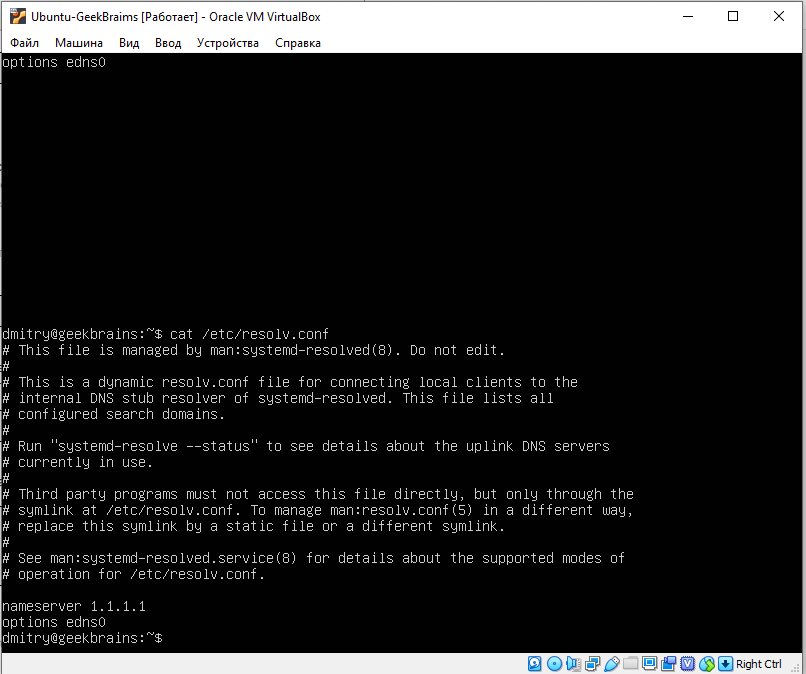 Ubuntu-GeekBraims [Работает] - Oracle VM VirtualBox
Файл Машина Вид Ввод Устройства Справка
options edns0
dmitry@geekbrains:~$ cat /etc/resolv.conf
# This file is managed by man:systemd-resolved(8). Do not edit.
#
# This is a dynamic resolv.conf file for connecting local clients to the
# internal DNS stub resolver of systemd-resolved. This file lists all
# configured search domains.
#
# Run "systemd-resolve --status" to see details about the uplink DNS servers
# currently in use.
#
# Third party programs must not access this file directly, but only through the
# symlink at /etc/resolv.conf. To manage man:resolv.conf(5) in a different way,
# replace this symlink by a static file or a different symlink.
#
# See man:systemd-resolved.service(8) for details about the supported modes of
# operation for /etc/resolv.conf.
nameserver 1.1.1.1
options edns0
dmitry@geekbrains:~$
Right Ctrl